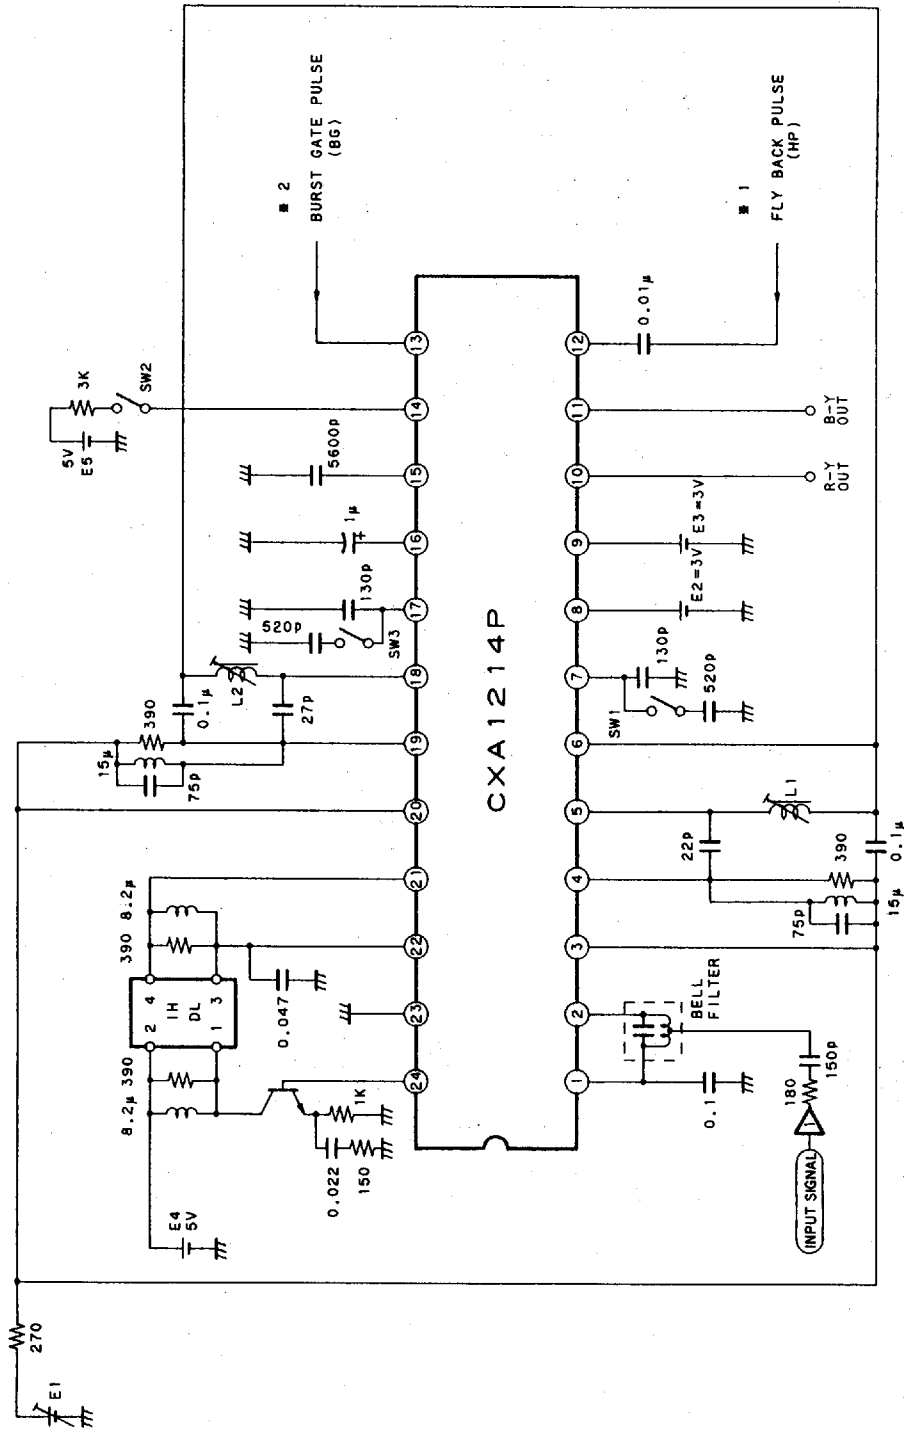 E1
270
E4
5V
8.2μ
390
2
4
1H
DL
1
3
390
8.2μ
0.047
0.022
150
1K
15μ
390
75p
0.1μ
L2
27p
520p
SW3
130p
1μ
5600p
5V
E5
3K
SW2
※ 2
BURST GATE PULSE
(BG)
24
23
22
21
20
19
18
17
16
15
14
13
CXA1214P
1
2
3
4
5
6
7
8
9
10
11
12
0.1
BELL
FILTER
INPUT SIGNAL
1
180
150p
75p
15μ
390
0.1μ
22p
L1
SW1
130p
520p
E2=3V
E3=3V
R-Y
OUT
B-Y
OUT
0.01μ
※ 1
FLY BACK PULSE
(HP)